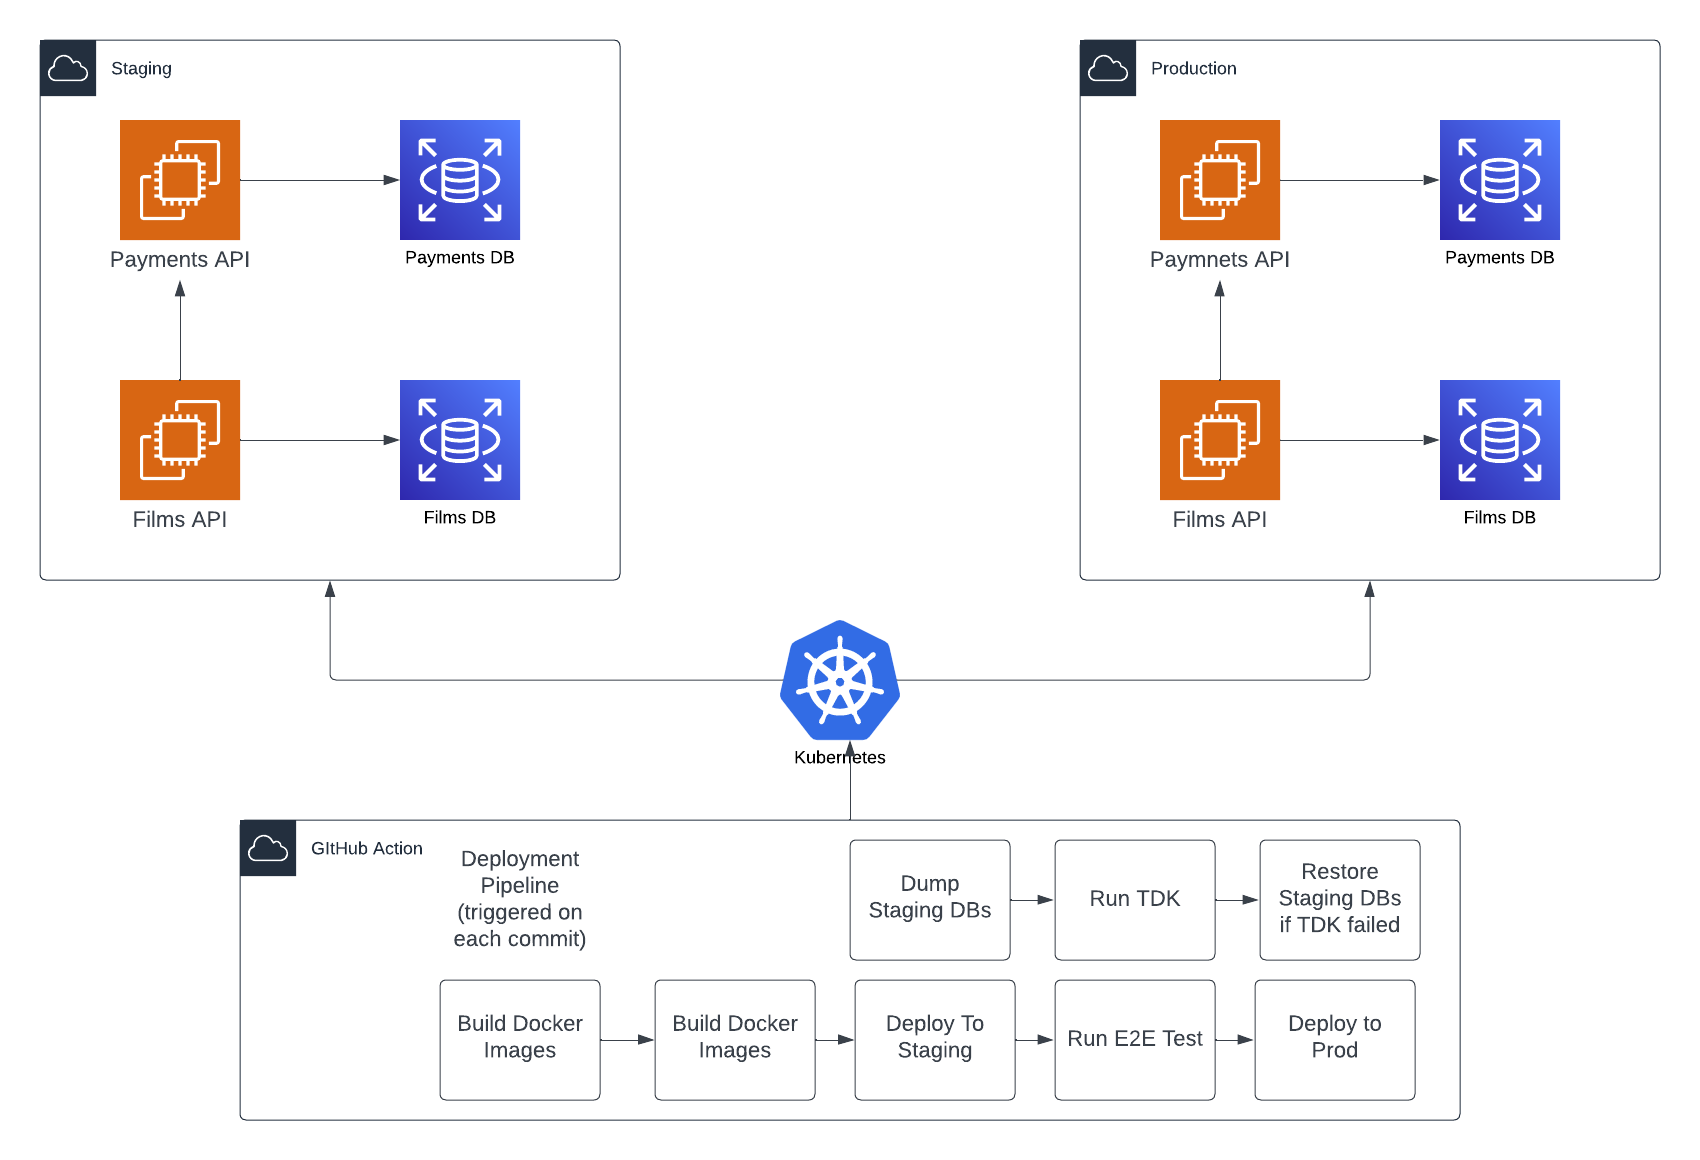 Staging
Payments API
Payments DB
Films API
Films DB
Production
Paymnets API
Payments DB
Films API
Films DB
Kubernetes
GItHub Action
Deployment
Pipeline
(triggered on
each commit)
Dump
Staging DBs
Run TDK
Restore
Staging DBs
if TDK failed
Build Docker
Images
Build Docker
Images
Deploy To
Staging
Run E2E Test
Deploy to
Prod